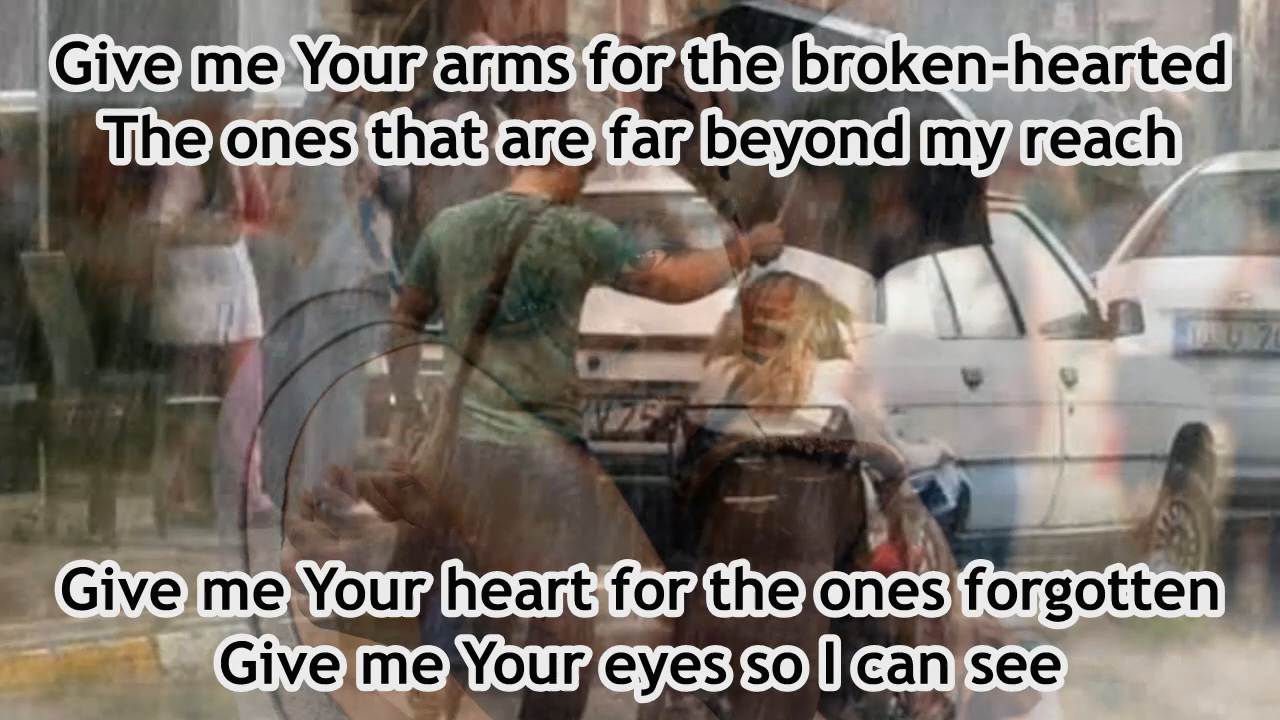 Give me Your arms for the broken-hearted
The ones that are far beyond my reach
Give me Your heart for the ones forgotten
Give me Your eyes so I can see